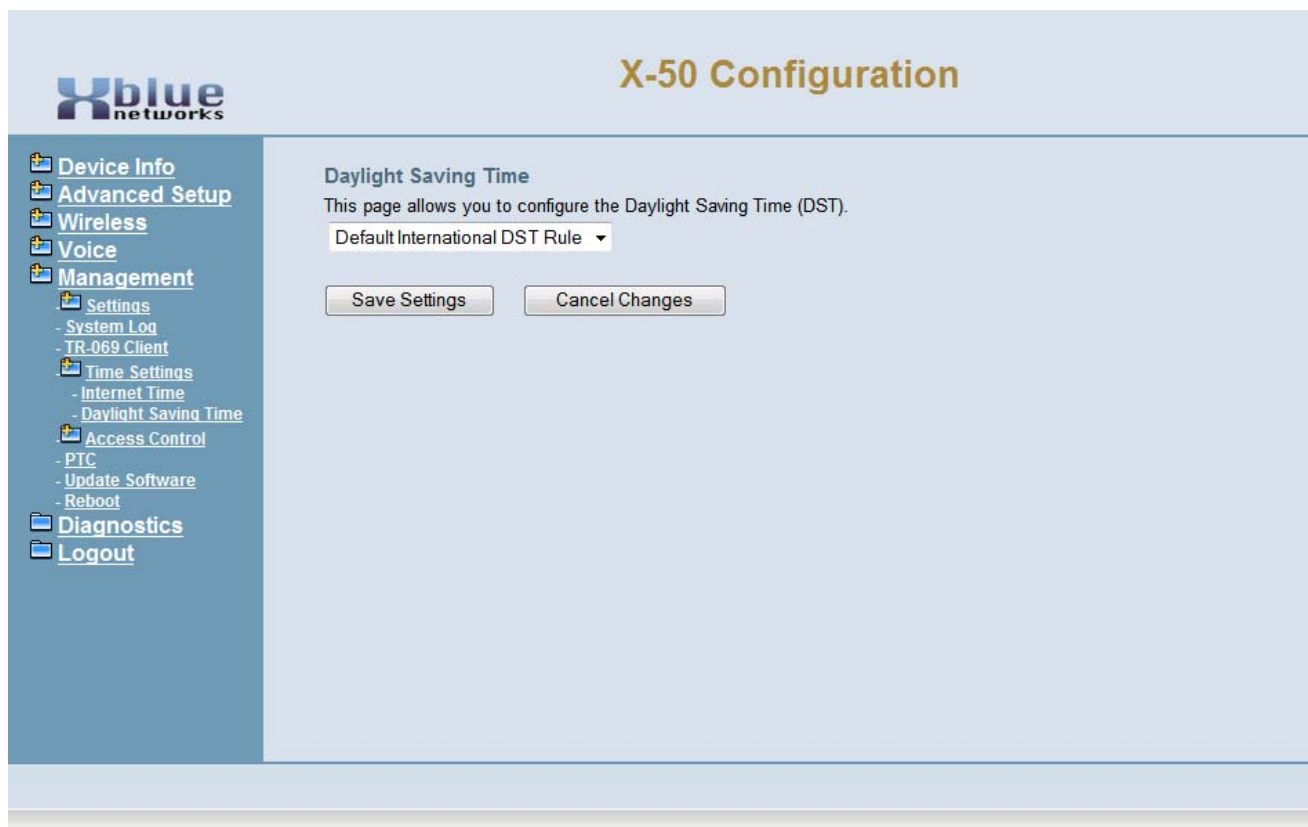 Xblue
networks
X-50 Configuration
Device Info
Advanced Setup
Wireless
Voice
Management
- Settings
- System Log
- TR-069 Client
- Time Settings
- Internet Time
- Daylight Saving Time
- Access Control
- PTC
- Update Software
- Reboot
Diagnostics
Logout
Daylight Saving Time
This page allows you to configure the Daylight Saving Time (DST).
Default International DST Rule
Save Settings Cancel Changes